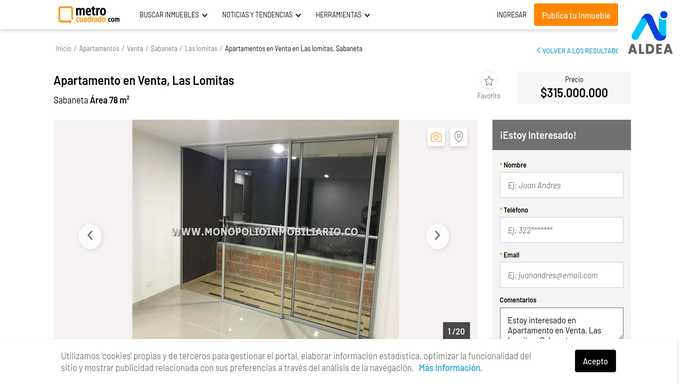 metro
cuadrado.com
BUSCAR INMUEBLES
NOTICIAS Y TENDENCIAS
HERRAMIENTAS
INGRESAR
Publica tu Inmueble
ALDEA
Inicio / Apartamentos / Venta / Sabaneta / Las lomitas / Apartamentos en Venta en Las lomitas, Sabaneta
VOLVER A LOS RESULTADO
Apartamento en Venta, Las Lomitas
Sabaneta Área 78 m²
Favorito
Precio
$315.000.000
WWW.MONOPOLIOINMOBILIARIO.CO
1/20
¡Estoy Interesado!
* Nombre
Ej: Juan Andres
* Teléfono
Ej: 322*******
* Email
Ej: juanandres@email.com
Comentarios
Estoy interesado en
Apartamento en Venta, Las
Utilizamos 'cookies' propias y de terceros para gestionar el portal, elaborar información estadística, optimizar la funcionalidad del
sitio y mostrar publicidad relacionada con sus preferencias a través del análisis de la navegación. Más información.
Acepto